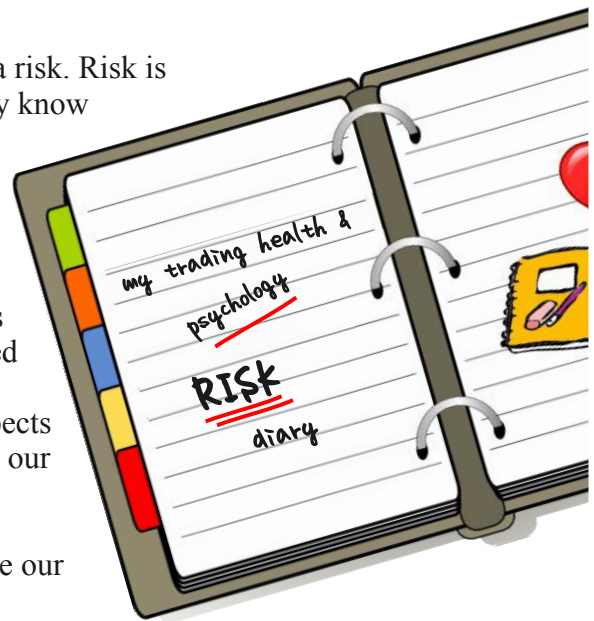 a risk. Risk is
y know
s
ed
pects
our
e our
my trading health &
psychology
RISK
diary